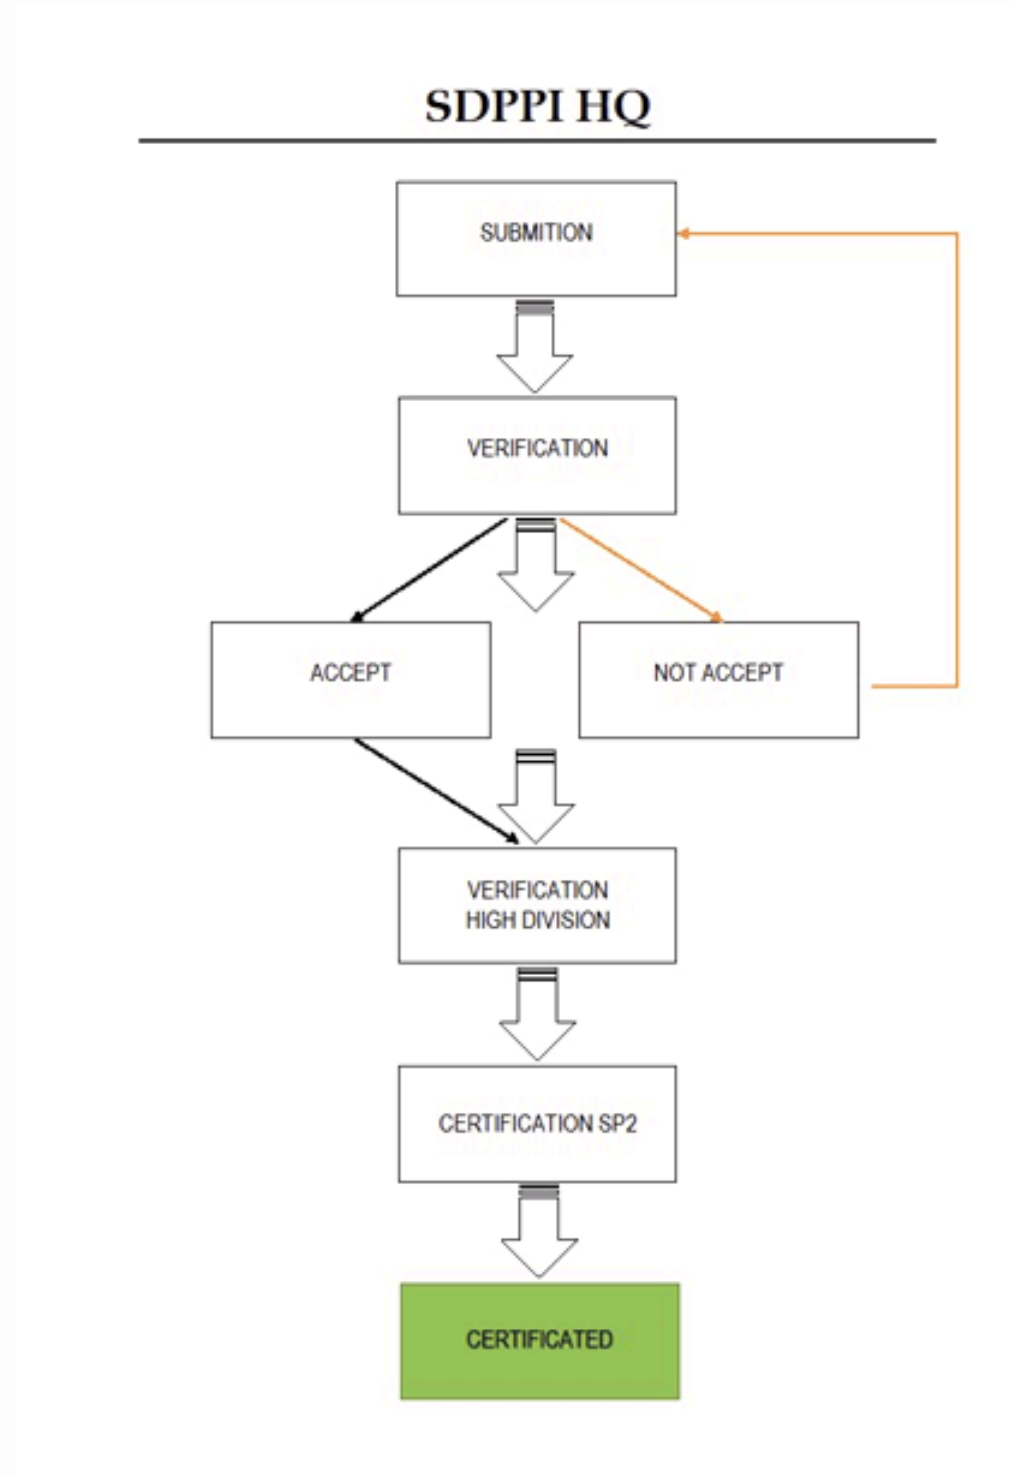 SDPPI HQ
SUBMITION
VERIFICATION
ACCEPT
NOT ACCEPT
VERIFICATION
HIGH DIVISION
CERTIFICATION SP2
CERTIFICATED